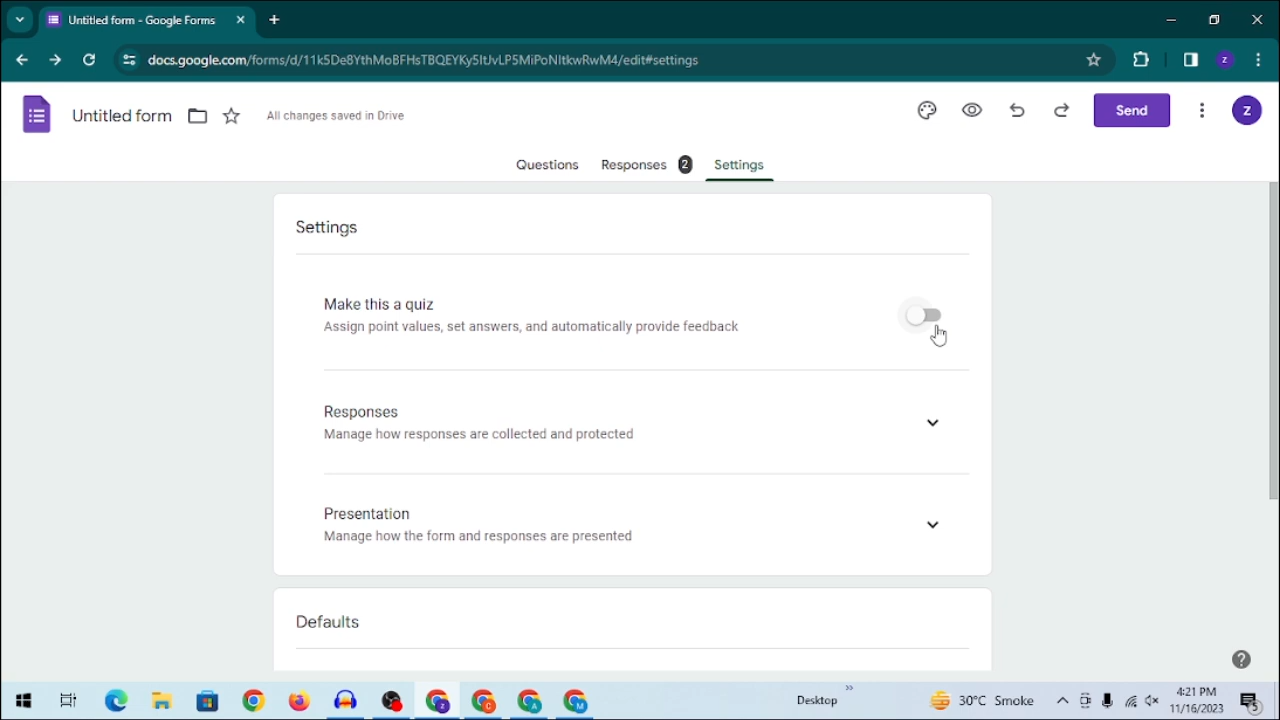 Untitled form - Google Forms
docs.google.com/forms/d/11k5De8YthMoBFHsTBQEYKy5ItJvLP5MiPoNItkwRwM4/edit#settings
Z
Untitled form
All changes saved in Drive
Send
Z
Questions Responses 2 Settings
Settings
Make this a quiz
Assign point values, set answers, and automatically provide feedback
Responses
Manage how responses are collected and protected
Presentation
Manage how the form and responses are presented
Defaults
Desktop
30°C Smoke
4:21 PM
11/16/2023
5